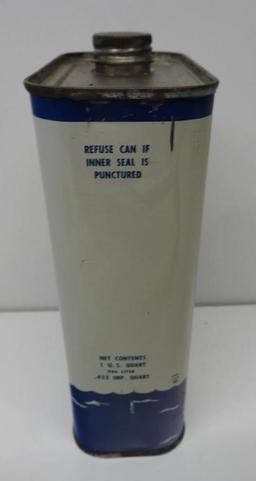 REFUSE CAN IF
INNER SEAL IS
PUNCTURED
NET CONTENTS
1 U.S. QUART
.833 IMP. QUART